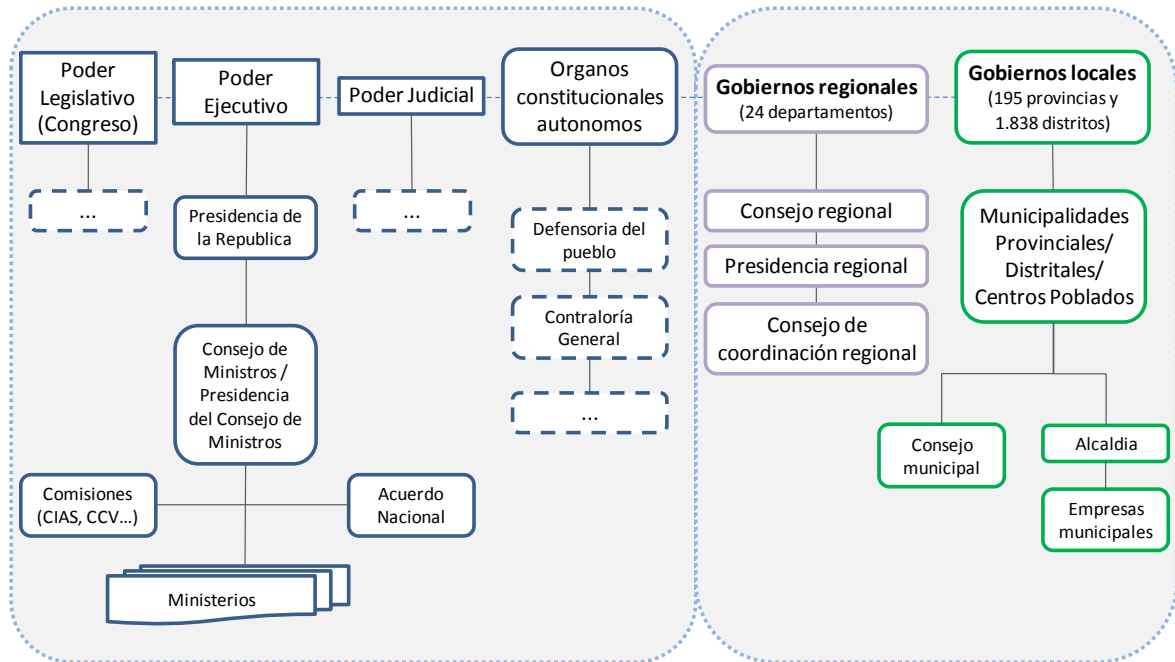 Poder
Legislativo
(Congreso)
Poder
Ejecutivo
Poder Judicial
Organos
constitucionales
autonomos
Gobiernos regionales
(24 departamentos)
Gobiernos locales
(195 provincias y
1.838 distritos)
...
Presidencia de
la Republica
...
Defensoria del
pueblo
Consejo regional
Presidencia regional
Consejo de
coordinación regional
Municipalidades
Provinciales/
Distritales/
Centros Poblados
Contraloría
General
...
Consejo de
Ministros /
Presidencia
del Consejo de
Ministros
Consejo
municipal
Alcaldia
Empresas
municipales
Comisiones
(CIAS, CCV...)
Acuerdo
Nacional
Ministerios